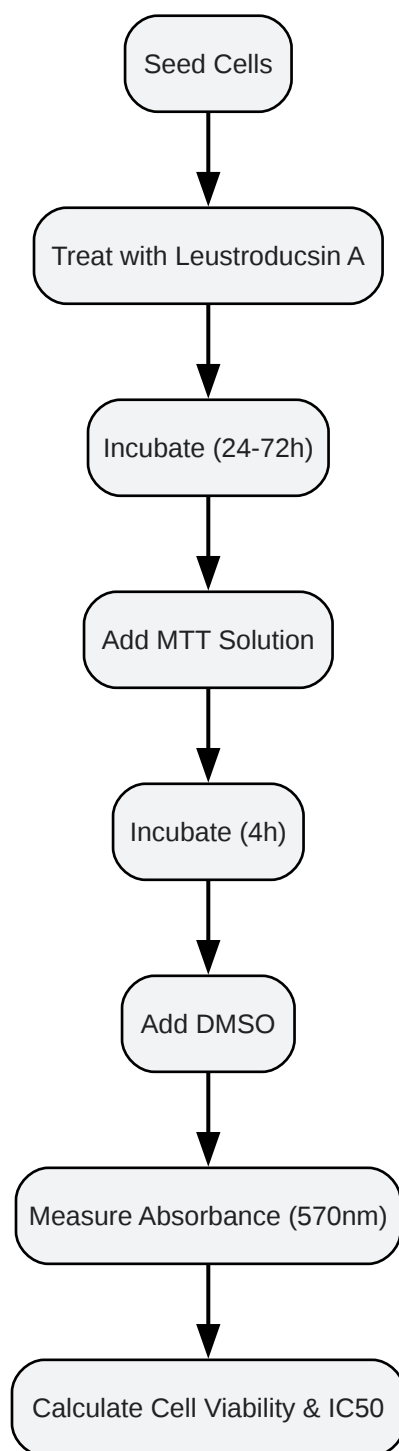 Seed Cells
Treat with Leustroducsin A
Incubate (24-72h)
Add MTT Solution
Incubate (4h)
Add DMSO
Measure Absorbance (570nm)
Calculate Cell Viability & IC50